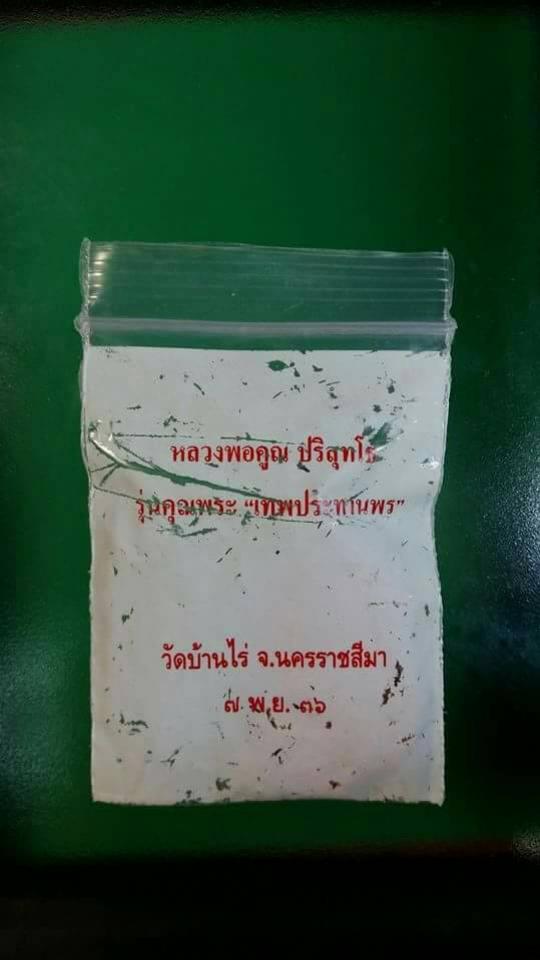 หลวงพ่อคูณ ปริสุทโธ
รุ่นคุณพระ “เทพประทานพร”
วัดบ้านไร่ จ.นครราชสีมา
๗ พ.ย. ๓๖